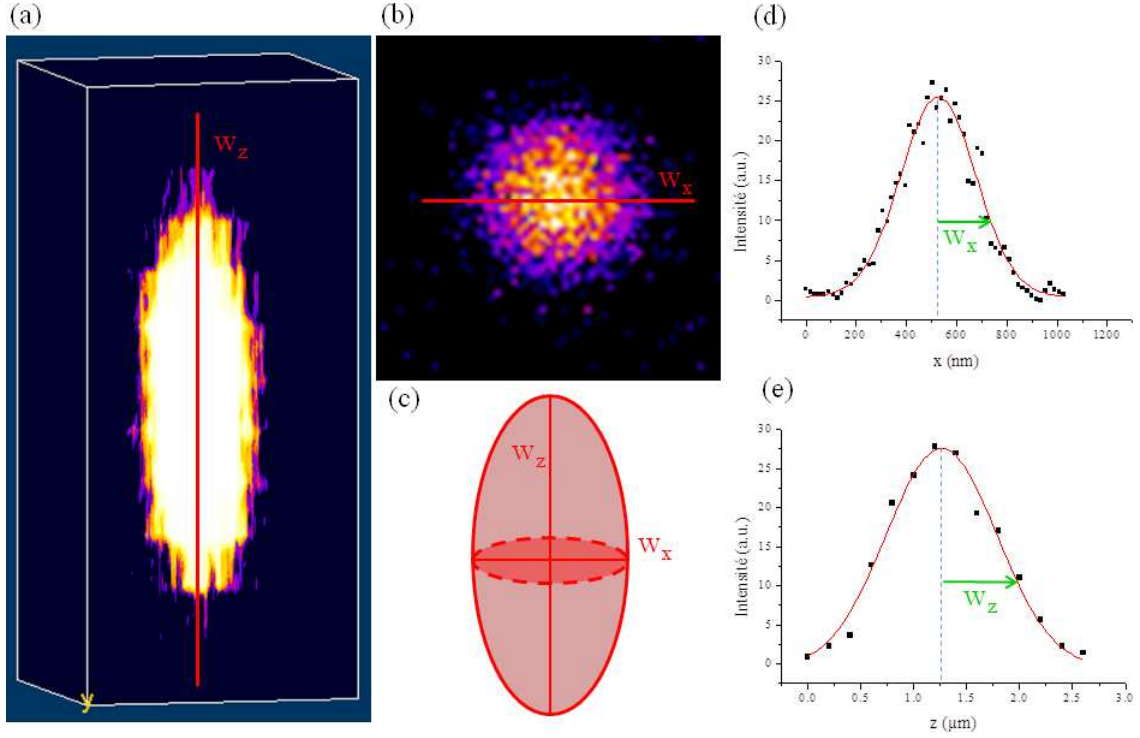 (a)
w_z
y
(b)
w_x
(c)
w_z
w_x
(d)
Intensité (a.u.)
30
25
20
15
10
5
0
w_x
0 200 400 600 800 1000 1200
x (nm)
(e)
Intensité (a.u.)
30
25
20
15
10
5
0
w_z
0.0 0.5 1.0 1.5 2.0 2.5 3.0
z (µm)